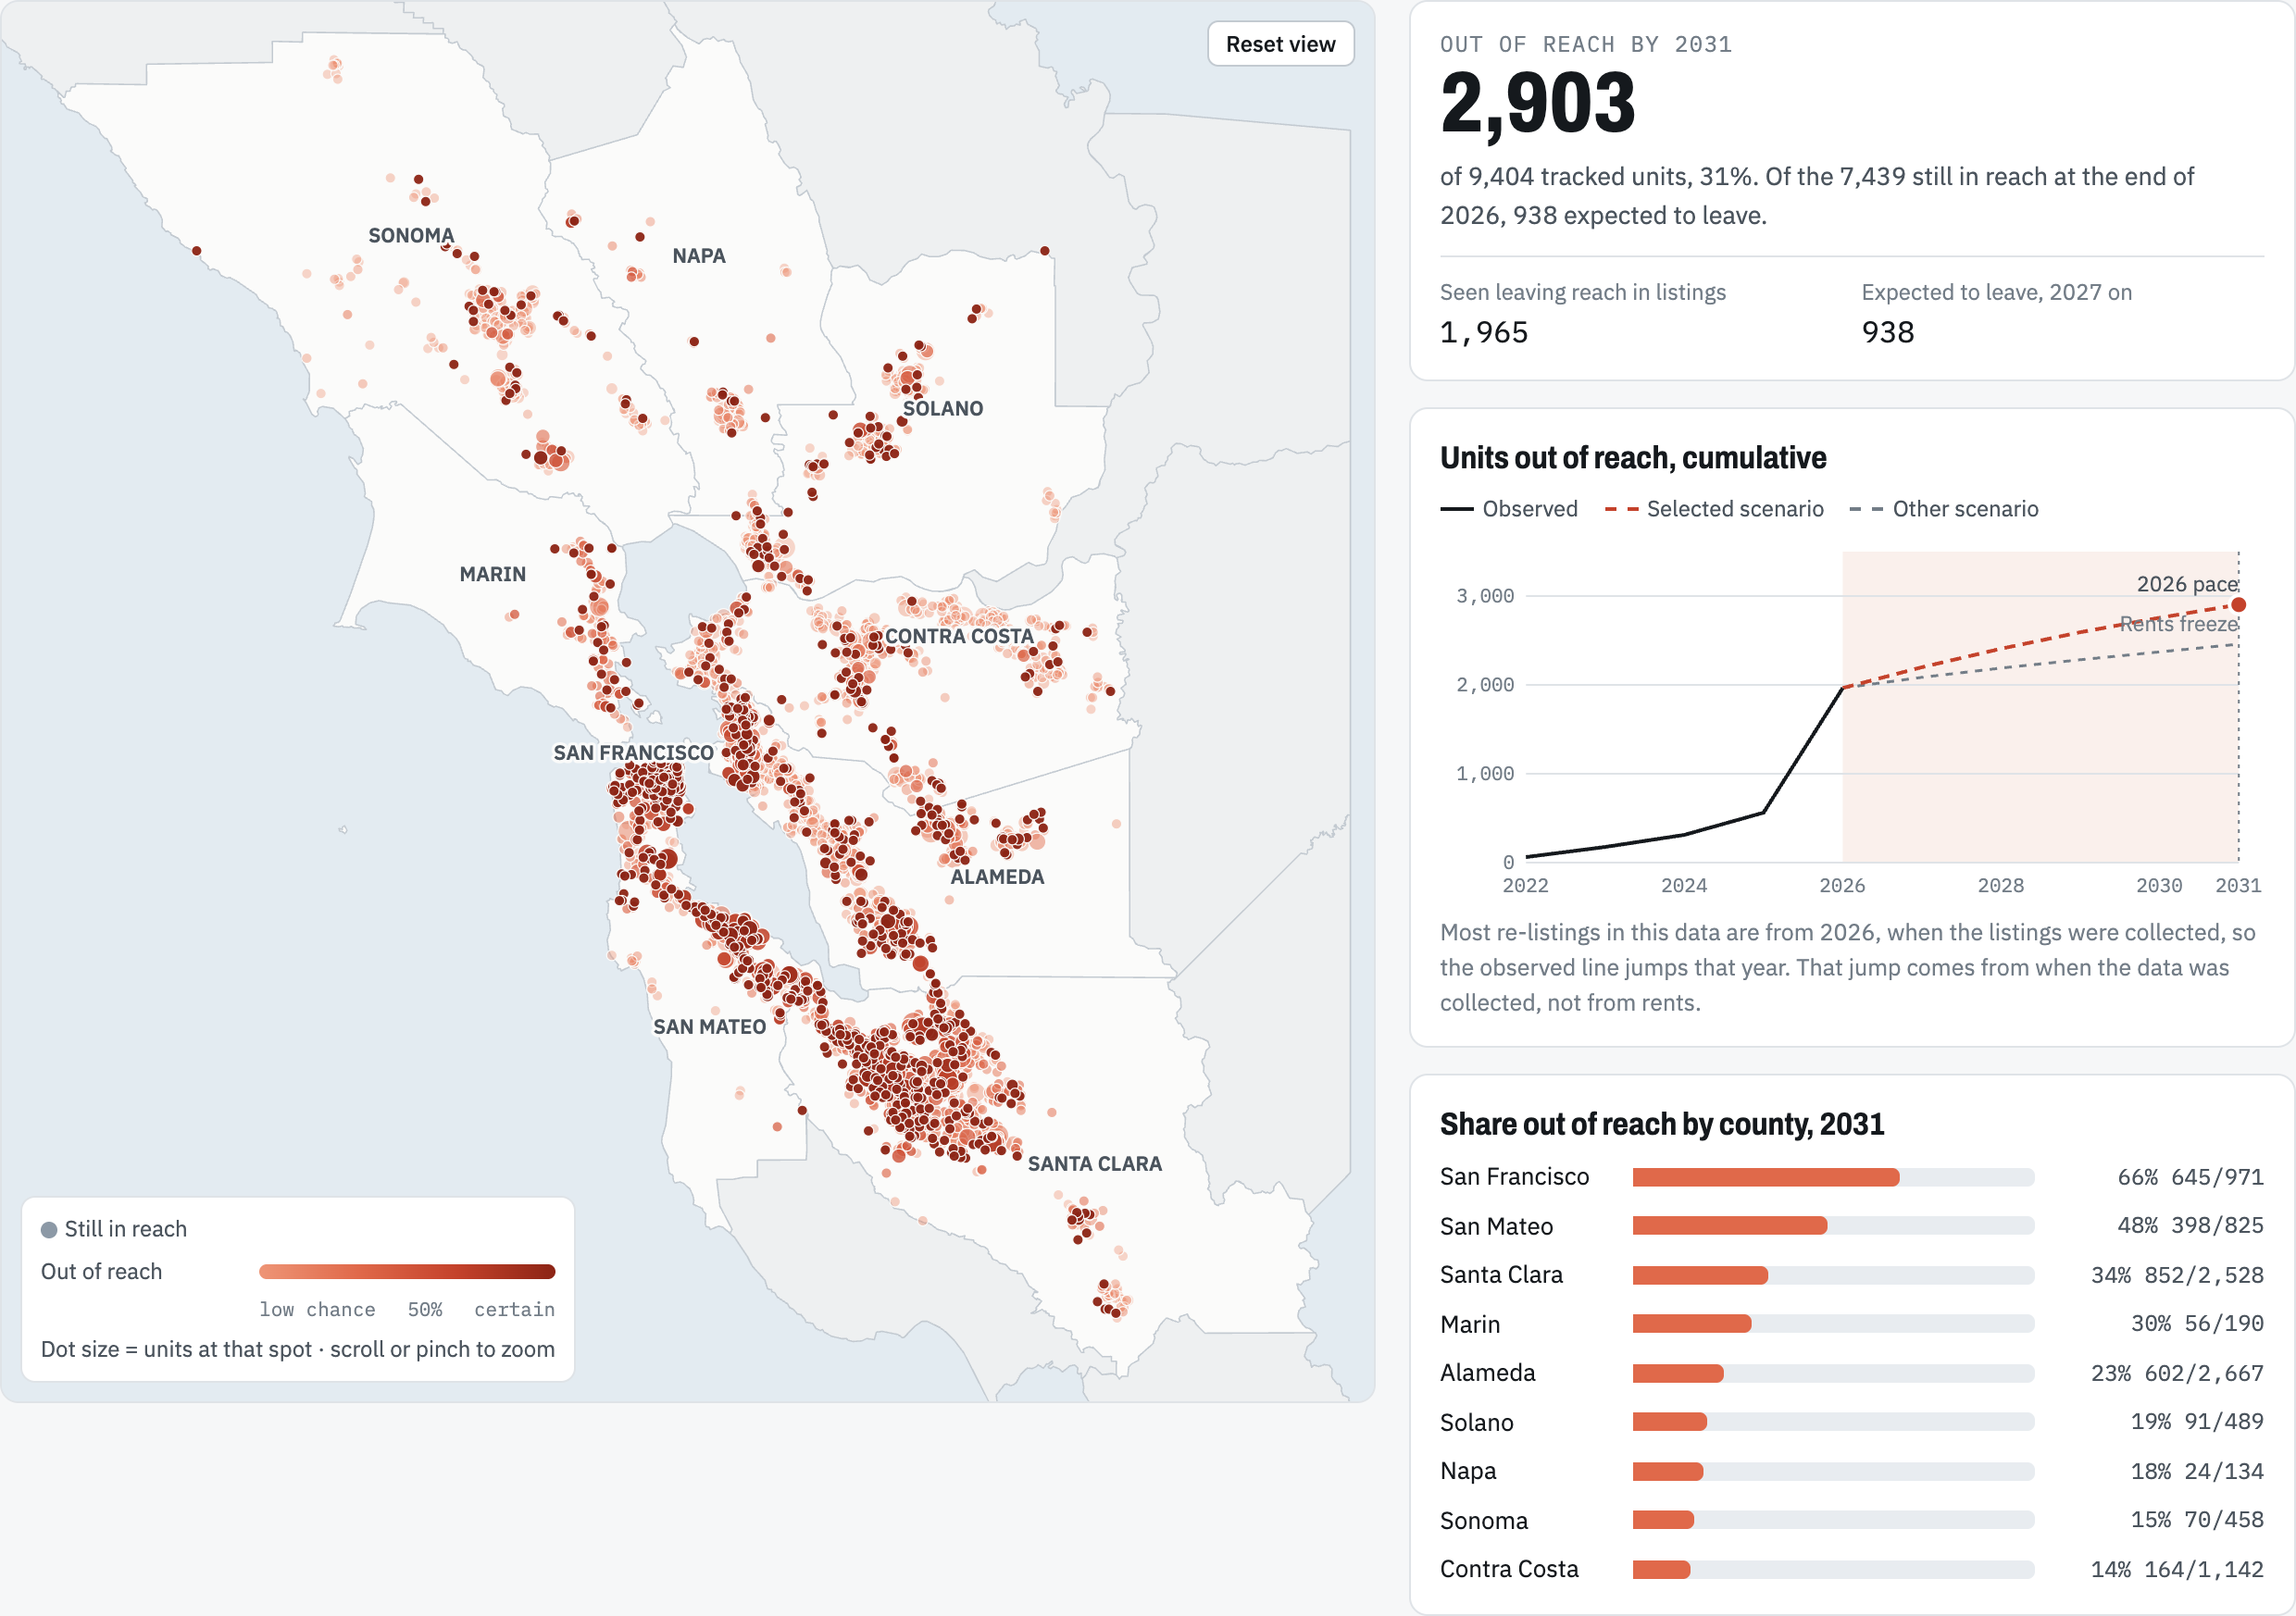 Reset view
SONOMA
NAPA
SOLANO
MARIN
CONTRA COSTA
SAN FRANCISCO
ALAMEDA
SAN MATEO
SANTA CLARA
Still in reach
Out of reach
low chance 50% certain
Dot size = units at that spot · scroll or pinch to zoom
OUT OF REACH BY 2031
2,903
of 9,404 tracked units, 31%. Of the 7,439 still in reach at the end of
2026, 938 expected to leave.
Seen leaving reach in listings
1,965
Expected to leave, 2027 on
938
Units out of reach, cumulative
Observed Selected scenario Other scenario
2026 pace
3,000
Rents freeze
2,000
1,000
0
2022 2024 2026 2028 2030 2031
Most re-listings in this data are from 2026, when the listings were collected, so
the observed line jumps that year. That jump comes from when the data was
collected, not from rents.
Share out of reach by county, 2031
San Francisco 66% 645/971
San Mateo 48% 398/825
Santa Clara 34% 852/2,528
Marin 30% 56/190
Alameda 23% 602/2,667
Solano 19% 91/489
Napa 18% 24/134
Sonoma 15% 70/458
Contra Costa 14% 164/1,142